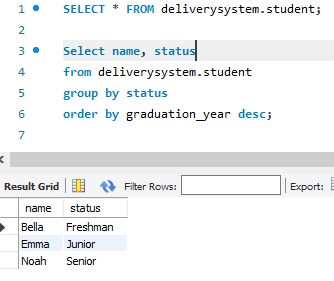 1 SELECT * FROM deliverysystem.student;
2
3 Select name, status
4 from deliverysystem.student
5 group by status
6 order by graduation_year desc;
7
Result Grid Filter Rows: Export:
name status
Bella Freshman
Emma Junior
Noah Senior